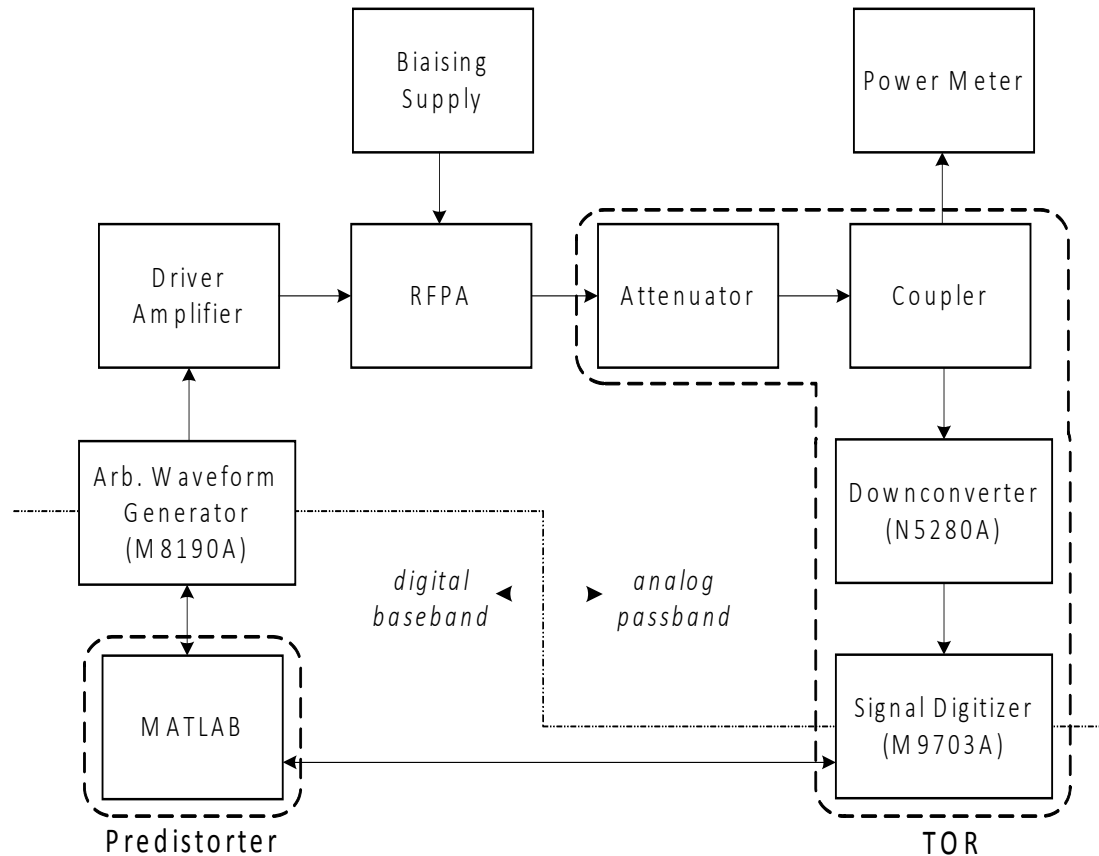 Biaising
Supply
Power Meter
Driver
Amplifier
RFPA
Attenuator
Coupler
Arb. Waveform
Generator
(M8190A)
Downconverter
(N5280A)
digital
baseband
analog
passband
MATLAB
Signal Digitizer
(M9703A)
Predistorter
TOR